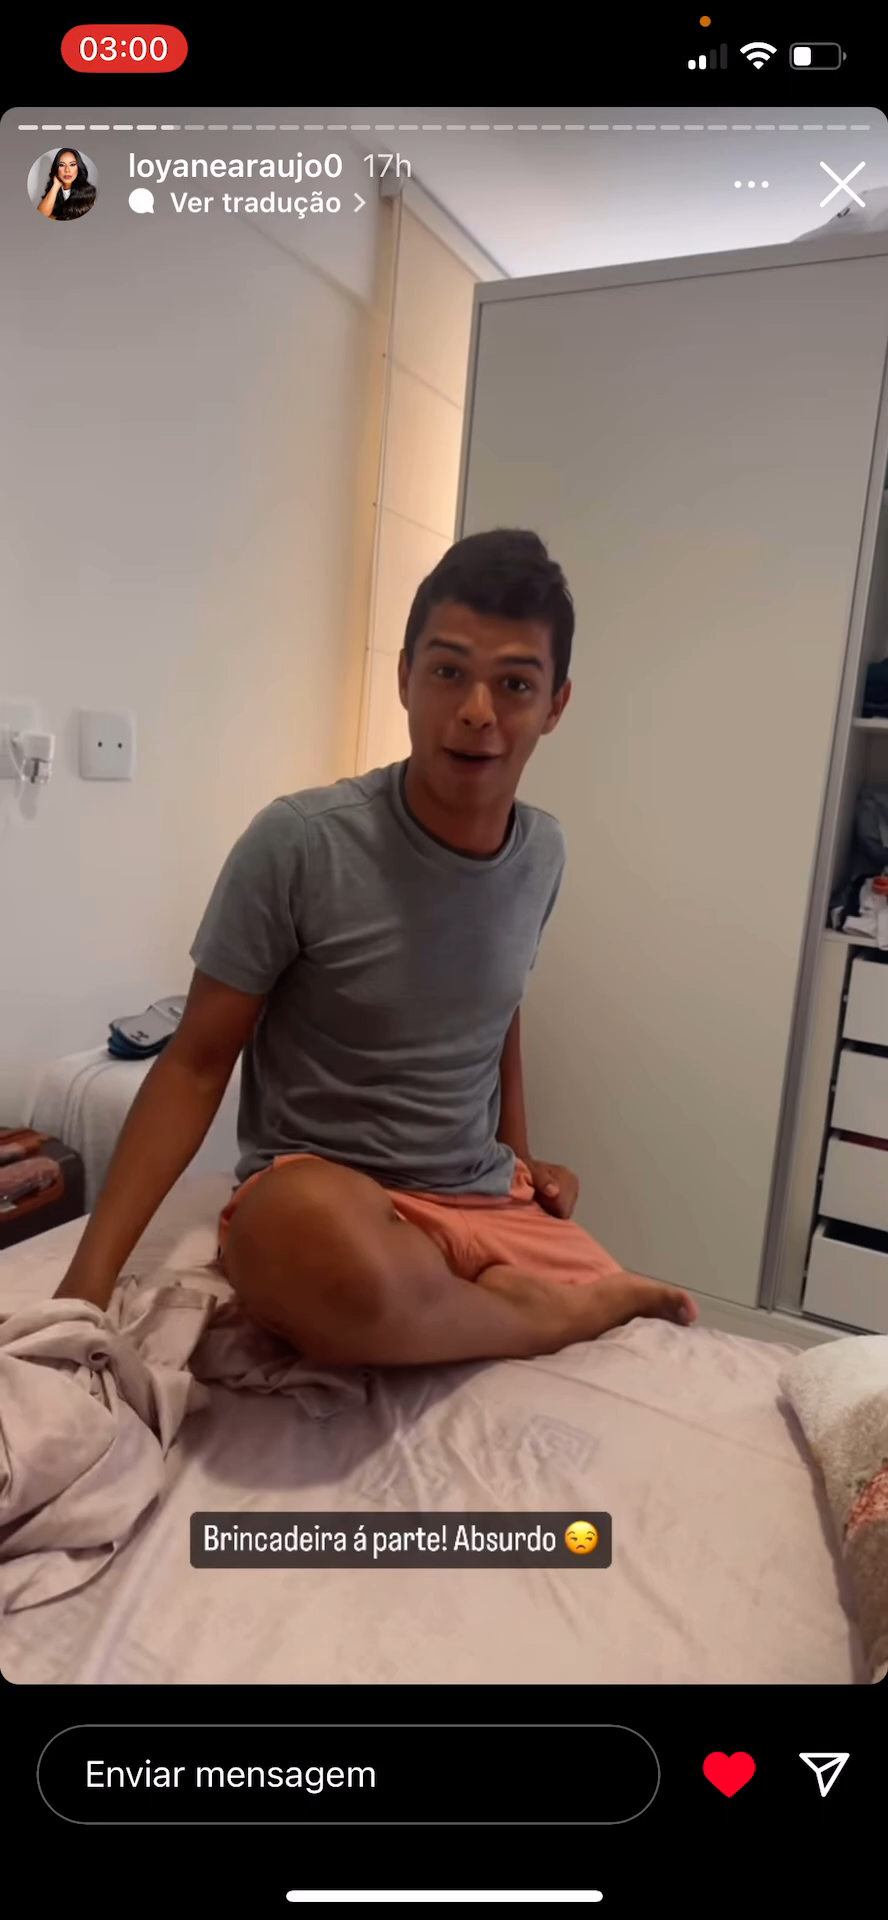 03:00
loyanearaujo0 17h
Ver tradução
Brincadeira á parte! Absurdo 😒
Enviar mensagem